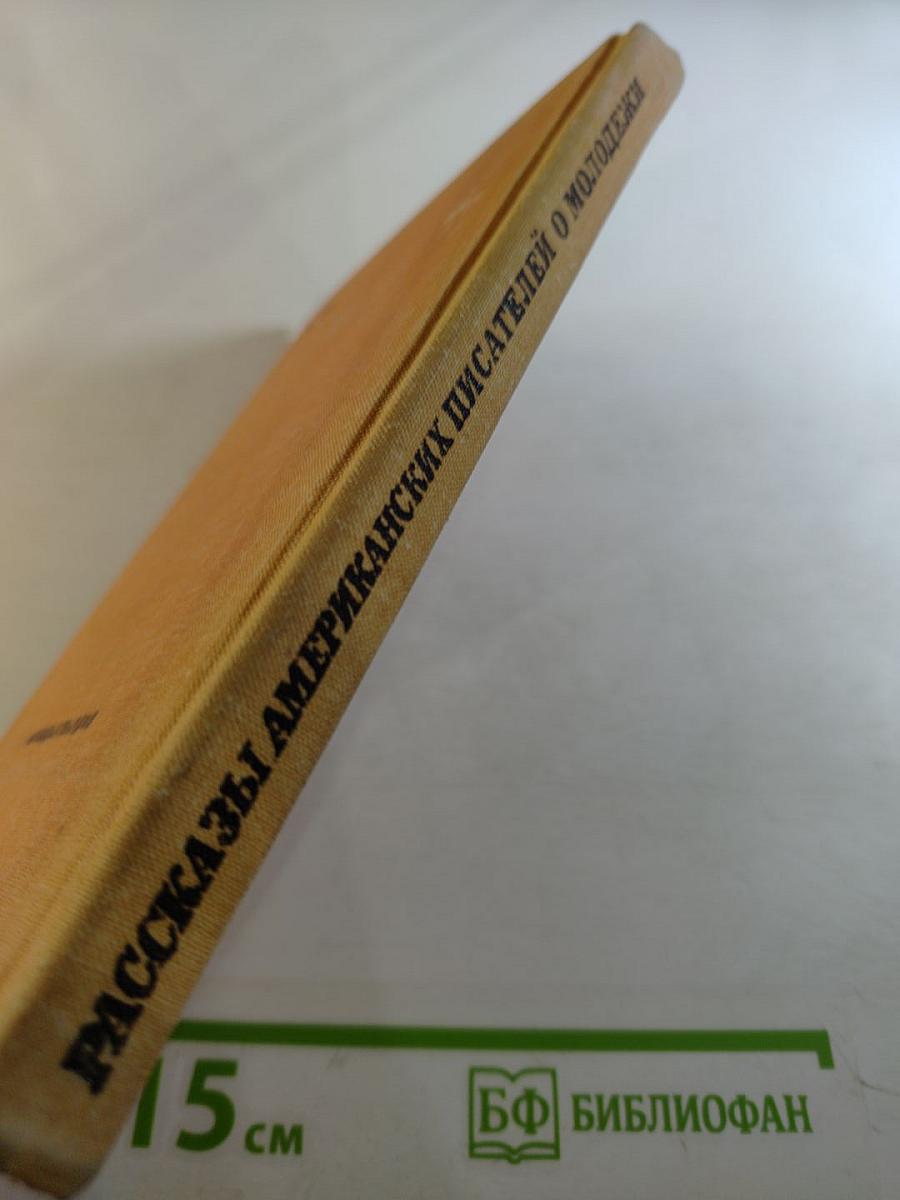 РАССКАЗЫ АМЕРИКАНСКИХ ПИСАТЕЛЕЙ О МОЛОДЕЖИ
15 см
БФ БИБЛИОФАН